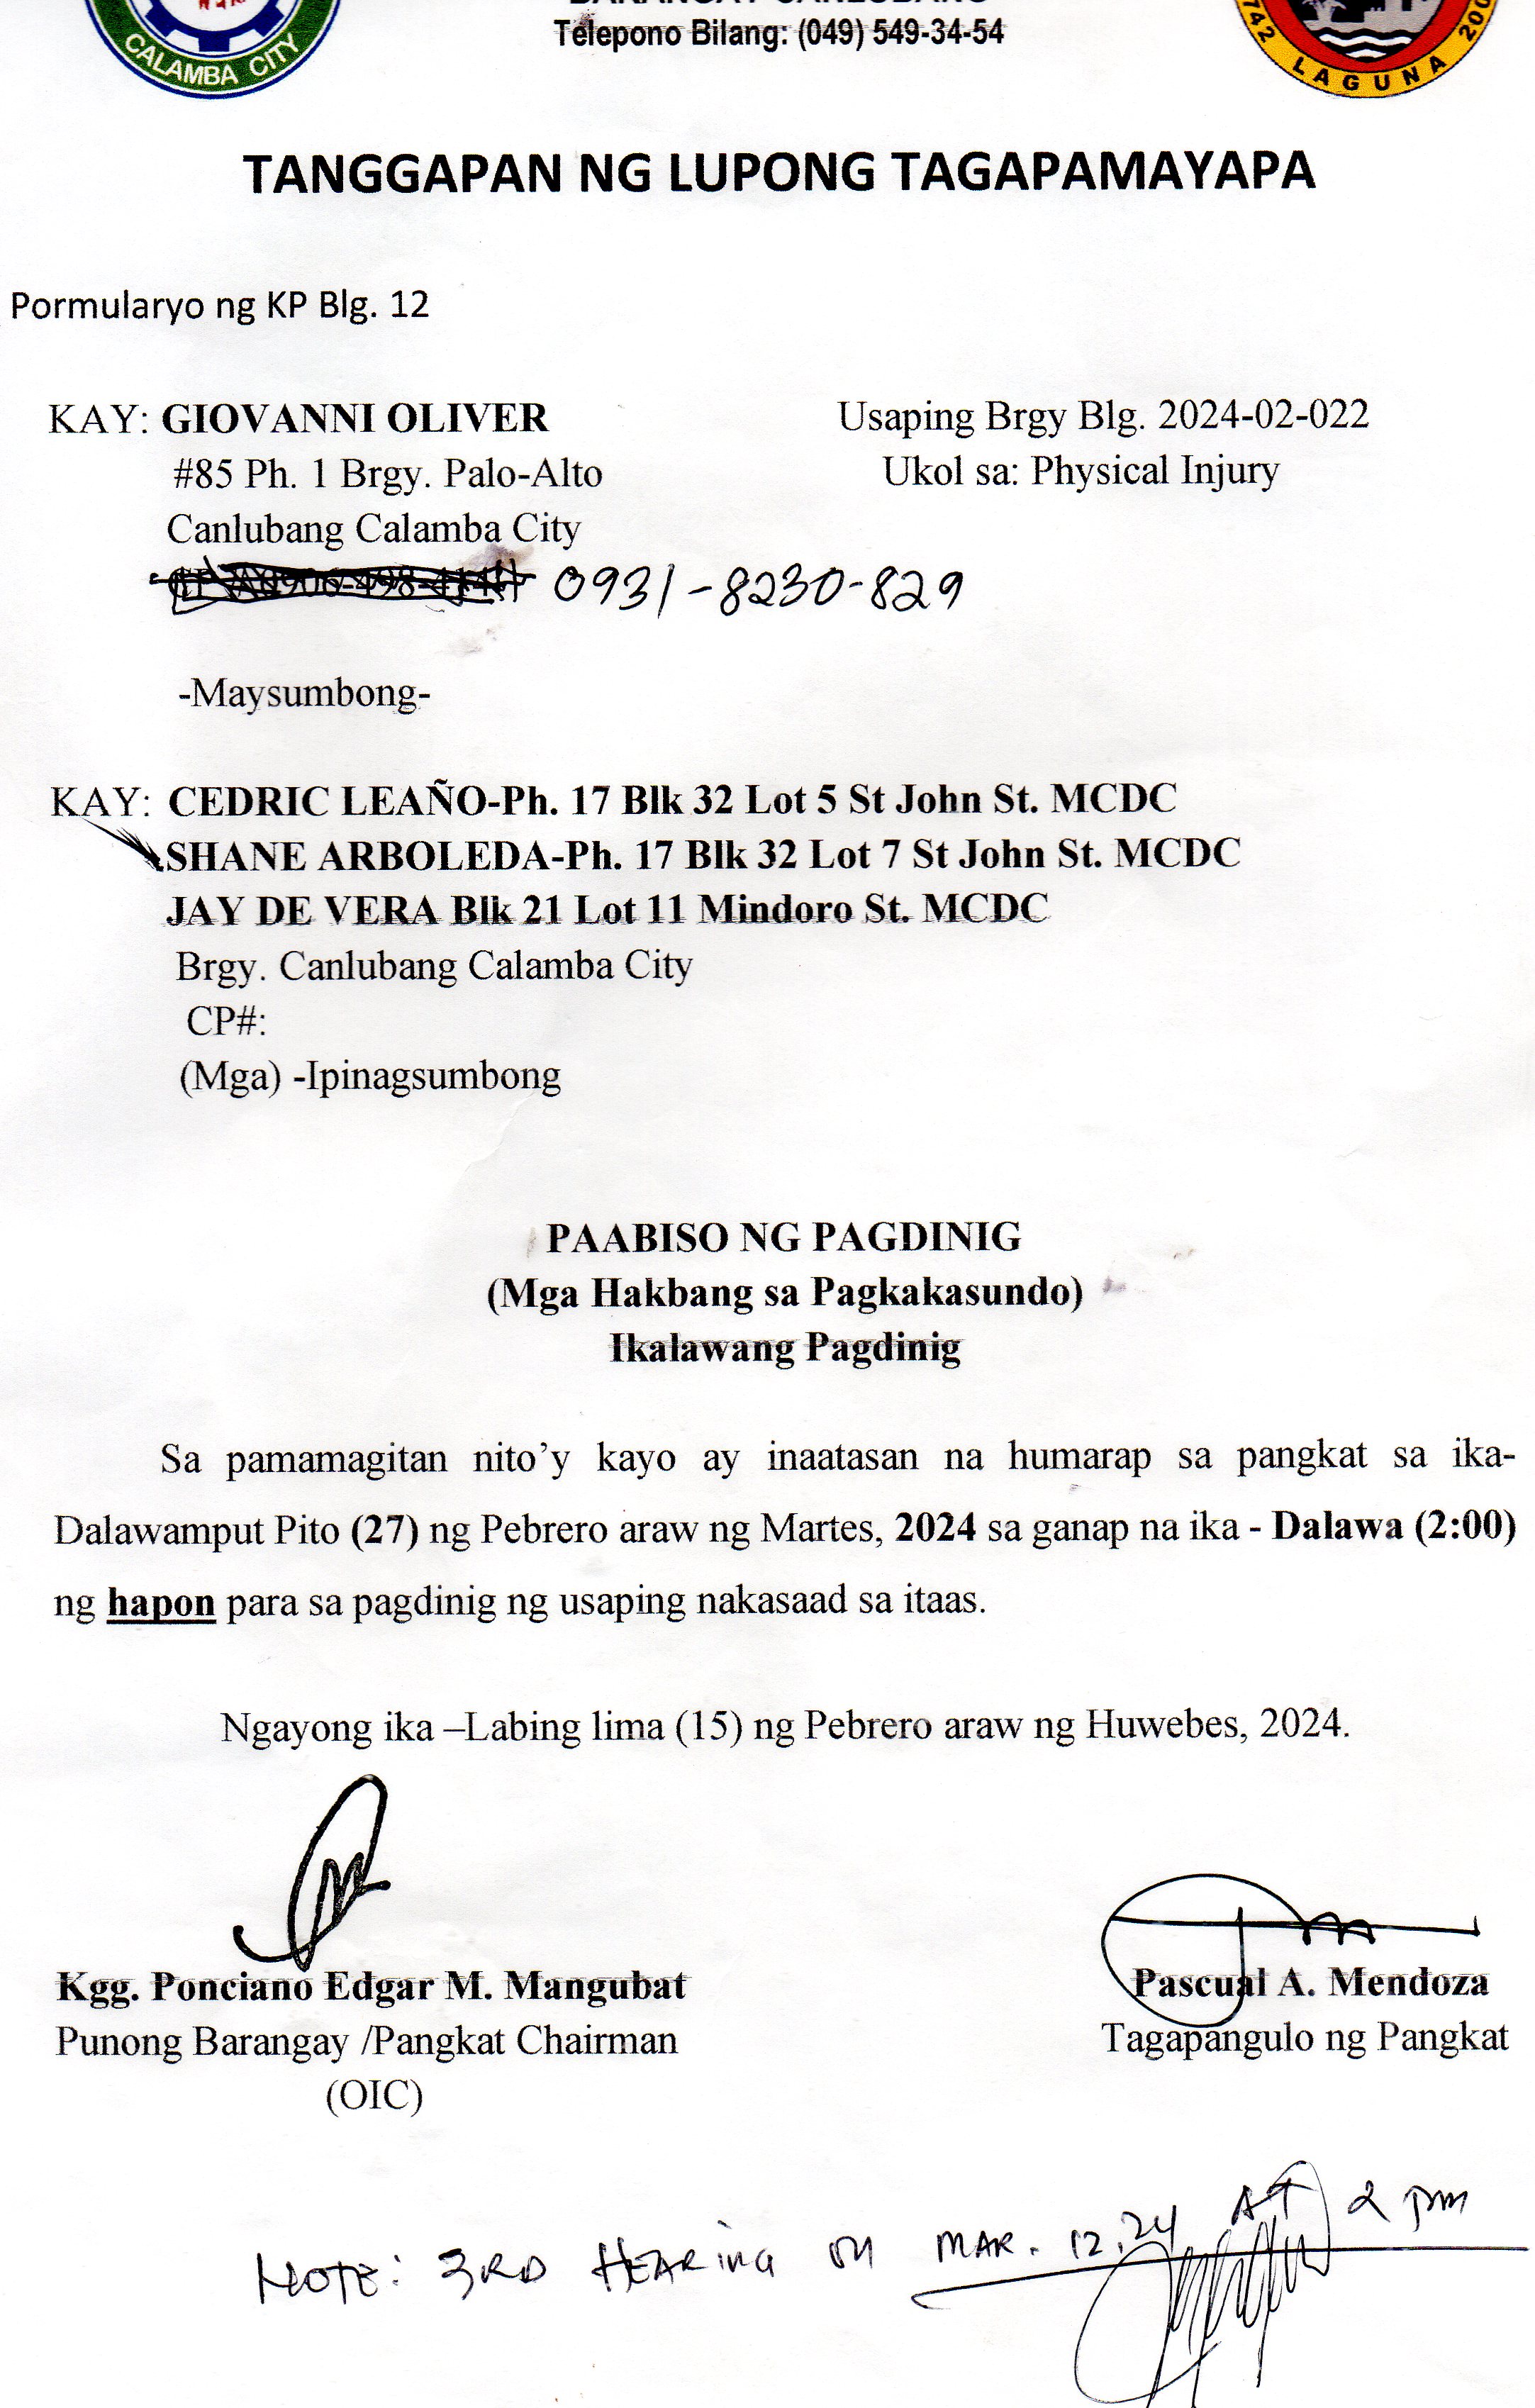 CALAMBA CITY
BARANGAY CANLUBANG
Telepono Bilang: (049) 549-34-54
LAGUNA
TANGGAPAN NG LUPONG TAGAPAMAYAPA
Pormularyo ng KP Blg. 12
KAY: GIOVANNI OLIVER Usaping Brgy Blg. 2024-02-022
#85 Ph. 1 Brgy. Palo-Alto Ukol sa: Physical Injury
Canlubang Calamba City
0931-8230-829
-Maysumbong-
KAY: CEDRIC LEAÑO-Ph. 17 Blk 32 Lot 5 St John St. MCDC
SHANE ARBOLEDA-Ph. 17 Blk 32 Lot 7 St John St. MCDC
JAY DE VERA Blk 21 Lot 11 Mindoro St. MCDC
Brgy. Canlubang Calamba City
CP#:
(Mga) -Ipinagsumbong
PAABISO NG PAGDINIG
(Mga Hakbang sa Pagkakasundo)
Ikalawang Pagdinig
Sa pamamagitan nito’y kayo ay inaatasan na humarap sa pangkat sa ika-
Dalawamput Pito (27) ng Pebrero araw ng Martes, 2024 sa ganap na ika - Dalawa (2:00)
ng hapon para sa pagdinig ng usaping nakasaad sa itaas.
Ngayong ika –Labing lima (15) ng Pebrero araw ng Huwebes, 2024.
Kgg. Ponciano Edgar M. Mangubat Pascual A. Mendoza
Punong Barangay /Pangkat Chairman Tagapangulo ng Pangkat
(OIC)
NOTE: 3RD HEARING ON MAR. 12, 24 AT 2 pm